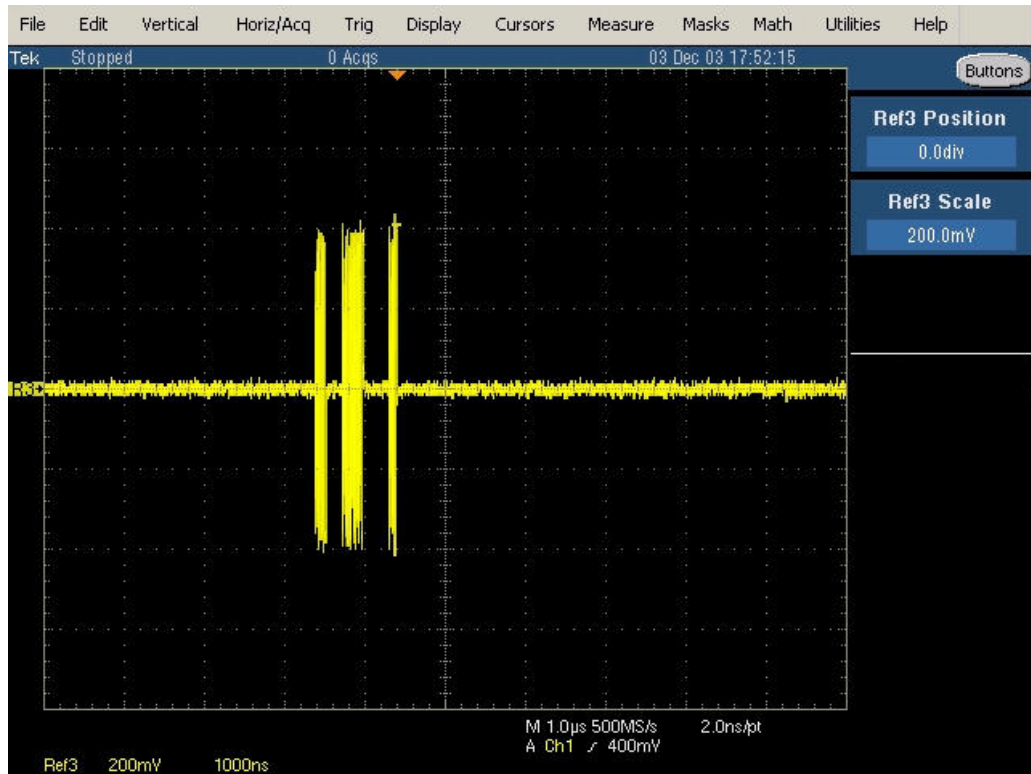 File Edit Vertical Horiz/Acq Trig Display Cursors Measure Masks Math Utilities Help
Tek Stopped 0 Acqs 03 Dec 03 17:52:15
Buttons
Ref3 Position
0.0div
Ref3 Scale
200.0mV
R3
M 1.0µs 500MS/s 2.0ns/pt
A Ch1 400mV
Ref3 200mV 1000ns